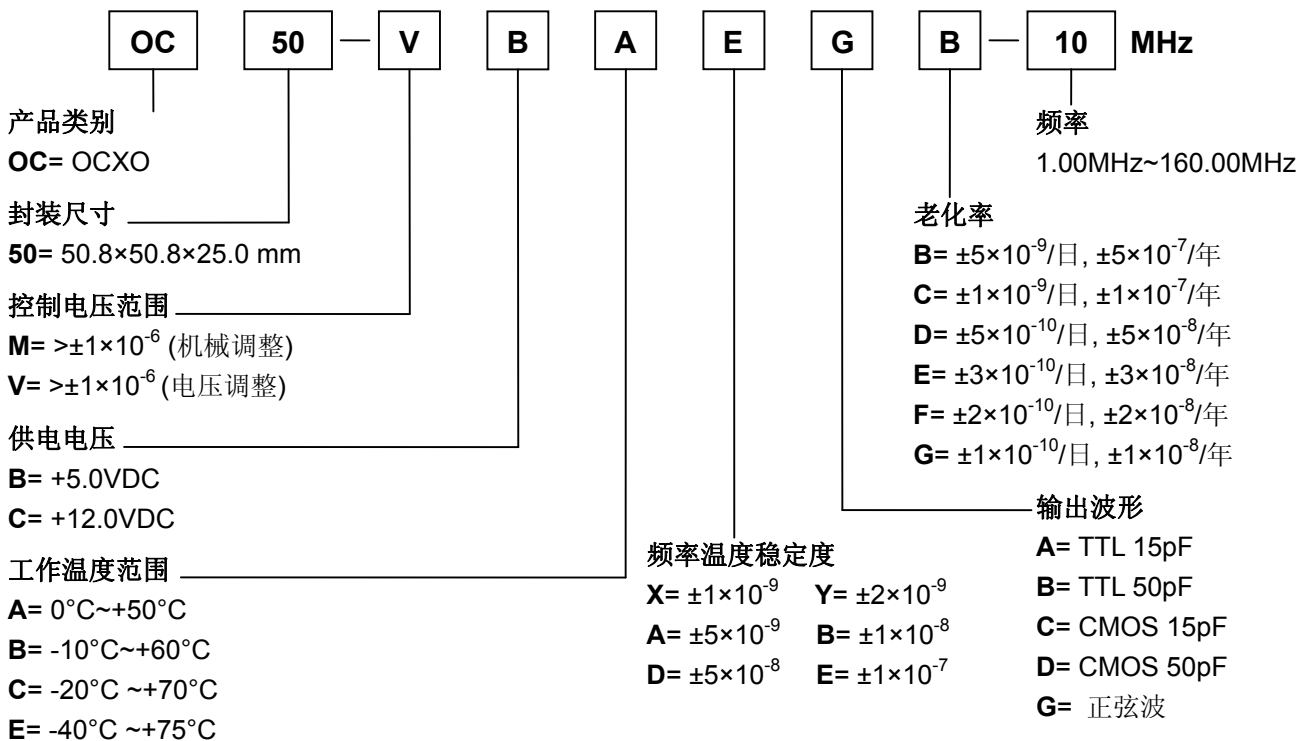 OC 50 — V B A E G B — 10 MHz
产品类别
OC= OCXO
封装尺寸
50= 50.8×50.8×25.0 mm
控制电压范围
M= >±1×10⁻⁶ (机械调整)
V= >±1×10⁻⁶ (电压调整)
供电电压
B= +5.0VDC
C= +12.0VDC
工作温度范围
A= 0°C~+50°C
B= -10°C~+60°C
C= -20°C ~+70°C
E= -40°C ~+75°C
频率温度稳定度
X= ±1×10⁻⁹ Y= ±2×10⁻⁹
A= ±5×10⁻⁹ B= ±1×10⁻⁸
D= ±5×10⁻⁸ E= ±1×10⁻⁷
频率
1.00MHz~160.00MHz
老化率
B= ±5×10⁻⁹/日, ±5×10⁻⁷/年
C= ±1×10⁻⁹/日, ±1×10⁻⁷/年
D= ±5×10⁻¹⁰/日, ±5×10⁻⁸/年
E= ±3×10⁻¹⁰/日, ±3×10⁻⁸/年
F= ±2×10⁻¹⁰/日, ±2×10⁻⁸/年
G= ±1×10⁻¹⁰/日, ±1×10⁻⁸/年
输出波形
A= TTL 15pF
B= TTL 50pF
C= CMOS 15pF
D= CMOS 50pF
G= 正弦波